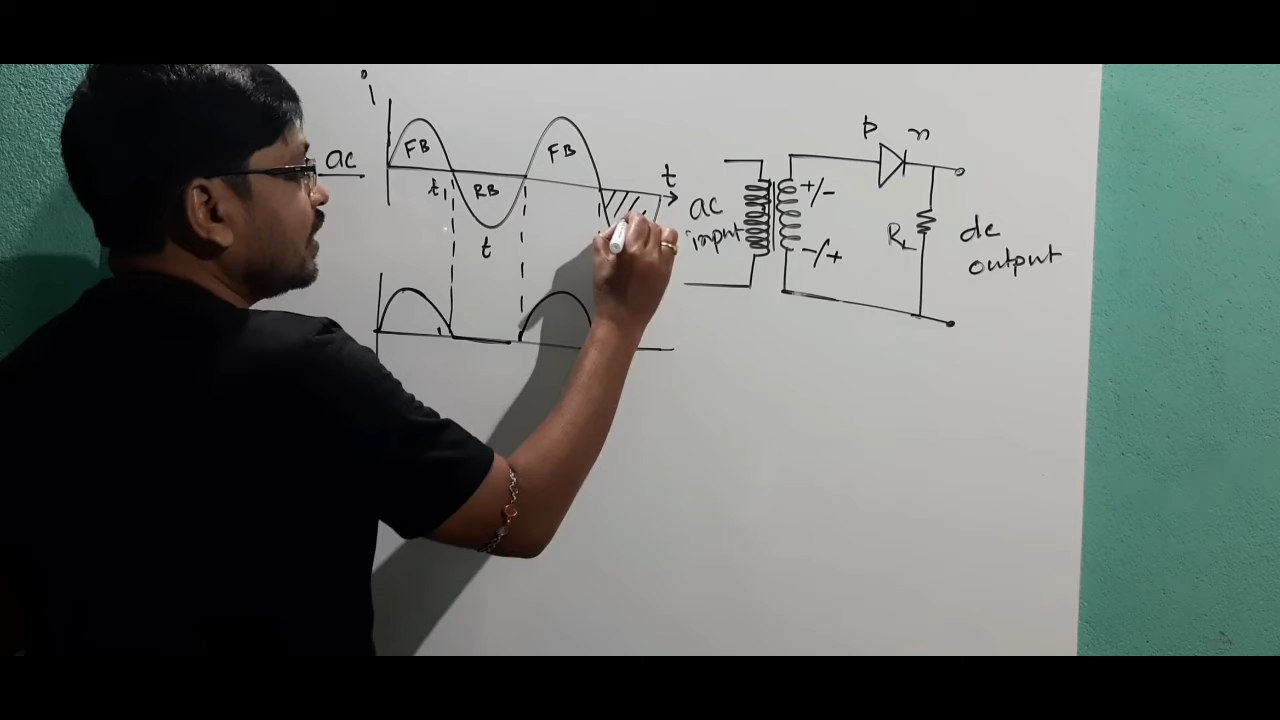 i
ac
FB
FB
t₁
RB
t
t
ac
input
+/-
-/+
p
n
RL
dc
output